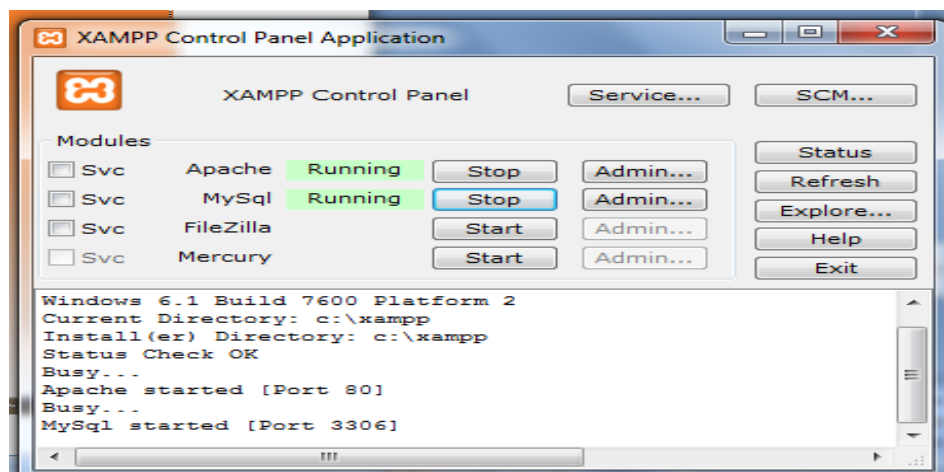 XAMPP Control Panel Application
XAMPP Control Panel Service... SCM...
Modules
Svc Apache Running Stop Admin...
Svc MySql Running Stop Admin...
Svc FileZilla Start Admin...
Svc Mercury Start Admin...
Status
Refresh
Explore...
Help
Exit
Windows 6.1 Build 7600 Platform 2
Current Directory: c:\xampp
Install(er) Directory: c:\xampp
Status Check OK
Busy...
Apache started [Port 80]
Busy...
MySql started [Port 3306]